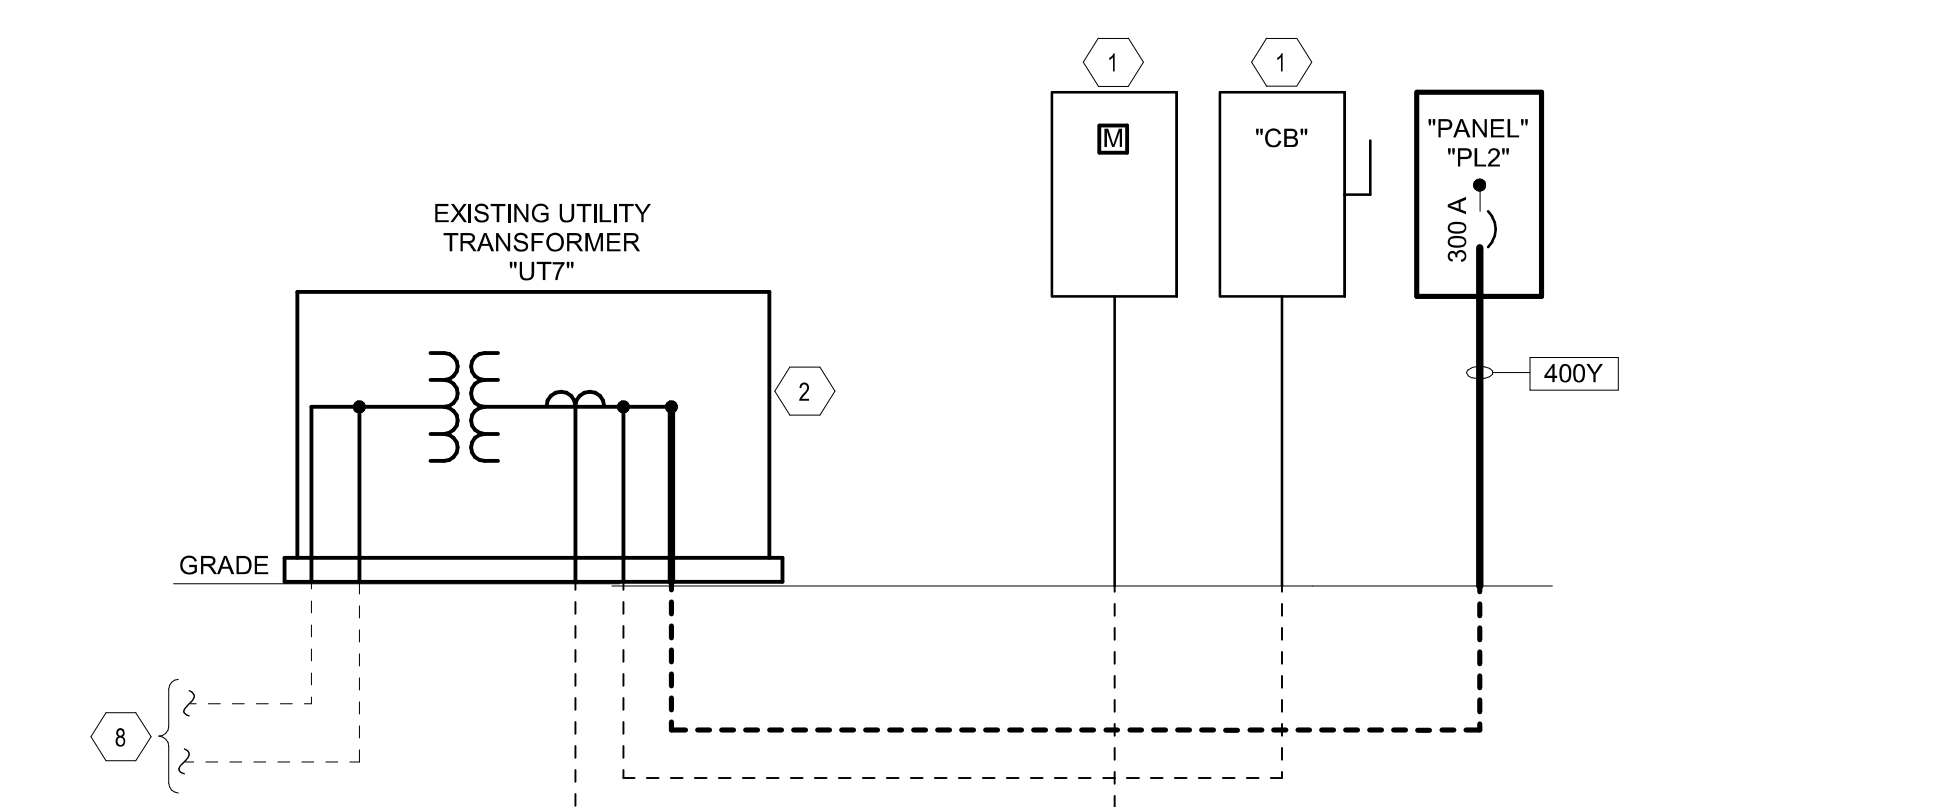 1
1
M
"CB"
"PANEL"
"PL2"
300 A
EXISTING UTILITY
TRANSFORMER
"UT7"
2
400Y
GRADE
8